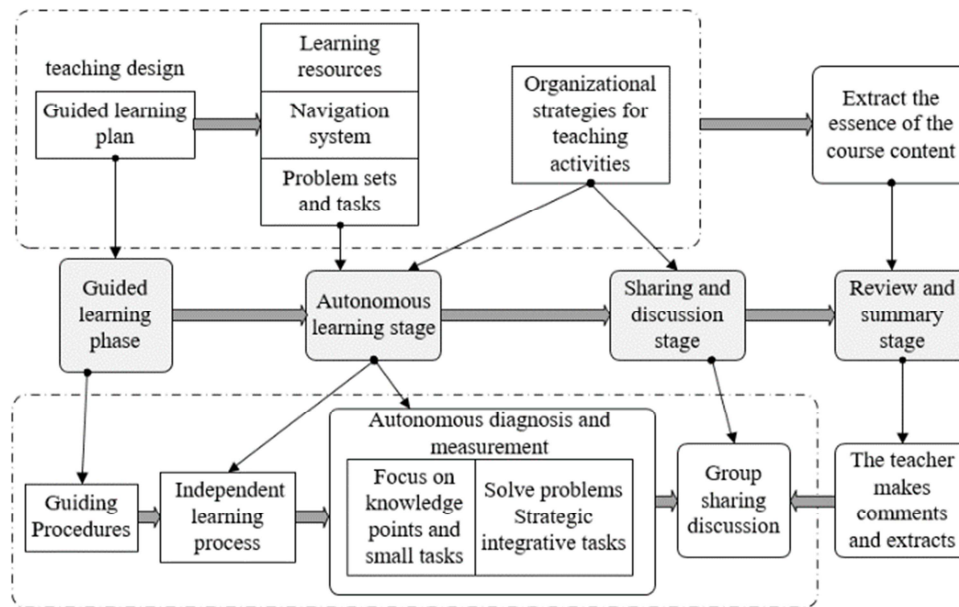 teaching design
Guided learning
plan
Learning
resources
Navigation
system
Problem sets
and tasks
Organizational
strategies for
teaching
activities
Extract the
essence of the
course content
Guided
learning
phase
Autonomous
learning stage
Sharing and
discussion
stage
Review and
summary
stage
Guiding
Procedures
Independent
learning
process
Autonomous diagnosis and
measurement
Focus on
knowledge
points and
small tasks
Solve problems
Strategic
integrative tasks
Group
sharing
discussion
The teacher
makes
comments
and extracts